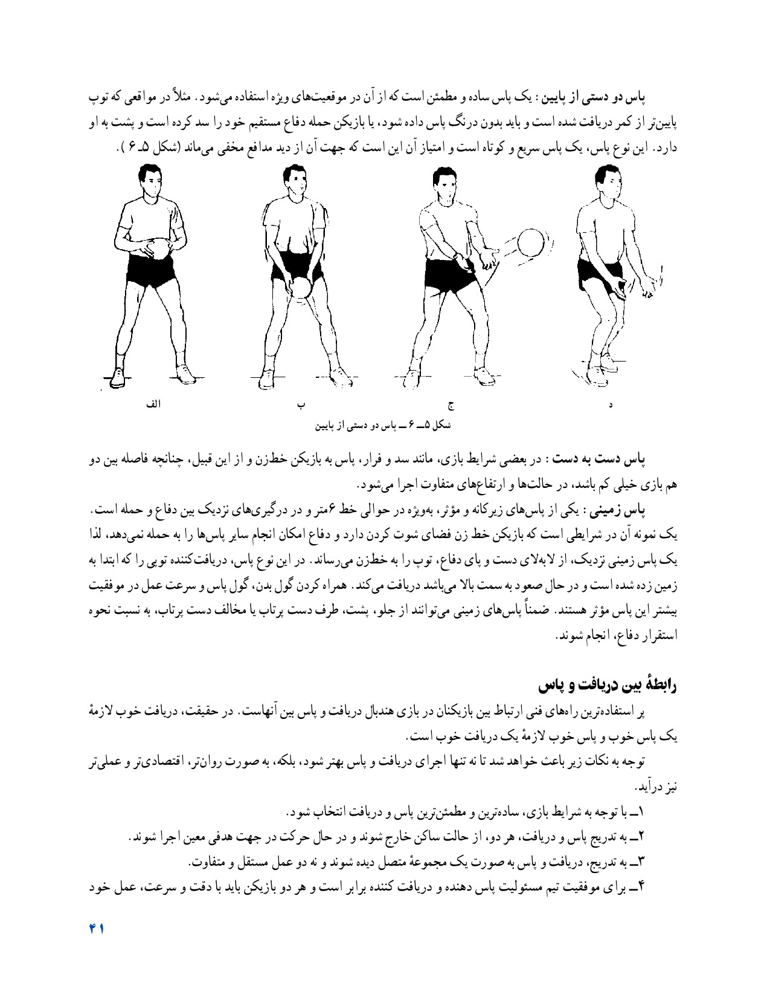 پاس دو دستی از پایین : یک پاس ساده و مطمئن است که از آن در موقعیت‌های ویژه استفاده می‌شود. مثلاً در مواقعی که توپ
پایین‌تر از کمر دریافت شده است و باید بدون درنگ پاس داده شود، یا بازیکن حمله دفاع مستقیم خود را سد کرده است و پشت به او
دارد. این نوع پاس، یک پاس سریع و کوتاه است و امتیاز آن این است که جهت آن از دید مدافع مخفی می‌ماند (شکل ۵ـ ۶ ).
الف ب ج د
شکل ۵ــ ۶ ــ پاس دو دستی از پایین
پاس دست به دست : در بعضی شرایط بازی، مانند سد و فرار، پاس به بازیکن خط‌زن و از این قبیل، چنانچه فاصله بین دو
هم بازی خیلی کم باشد، در حالت‌ها و ارتفاع‌های متفاوت اجرا می‌شود.
پاس زمینی : یکی از پاس‌های زیرکانه و مؤثر، به‌ویژه در حوالی خط ۶متر و در درگیری‌های نزدیک بین دفاع و حمله است.
یک نمونه آن در شرایطی است که بازیکن خط زن فضای شوت کردن دارد و دفاع امکان انجام سایر پاس‌ها را به حمله نمی‌دهد، لذا
یک پاس زمینی نزدیک، از لابه‌لای دست و پای دفاع، توپ را به خط‌زن می‌رساند. در این نوع پاس، دریافت‌کننده توپی را که ابتدا به
زمین زده شده است و در حال صعود به سمت بالا می‌باشد دریافت می‌کند. همراه کردن گول بدن، گول پاس و سرعت عمل در موفقیت
بیشتر این پاس مؤثر هستند. ضمناً پاس‌های زمینی می‌توانند از جلو، پشت، طرف دست پرتاب یا مخالف دست پرتاب، به نسبت نحوه
استقرار دفاع، انجام شوند.
رابطهٔ بین دریافت و پاس
پر استفاده‌ترین راه‌های فنی ارتباط بین بازیکنان در بازی هندبال دریافت و پاس بین آنهاست. در حقیقت، دریافت خوب لازمهٔ
یک پاس خوب و پاس خوب لازمهٔ یک دریافت خوب است.
توجه به نکات زیر باعث خواهد شد تا نه تنها اجرای دریافت و پاس بهتر شود، بلکه، به صورت روان‌تر، اقتصادی‌تر و عملی‌تر
نیز درآید.
۱ــ با توجه به شرایط بازی، ساده‌ترین و مطمئن‌ترین پاس و دریافت انتخاب شود.
۲ــ به تدریج پاس و دریافت، هر دو، از حالت ساکن خارج شوند و در حال حرکت در جهت هدفی معین اجرا شوند.
۳ــ به تدریج، دریافت و پاس به صورت یک مجموعهٔ متصل دیده شوند و نه دو عمل مستقل و متفاوت.
۴ــ برای موفقیت تیم مسئولیت پاس دهنده و دریافت کننده برابر است و هر دو بازیکن باید با دقت و سرعت، عمل خود
۴۱